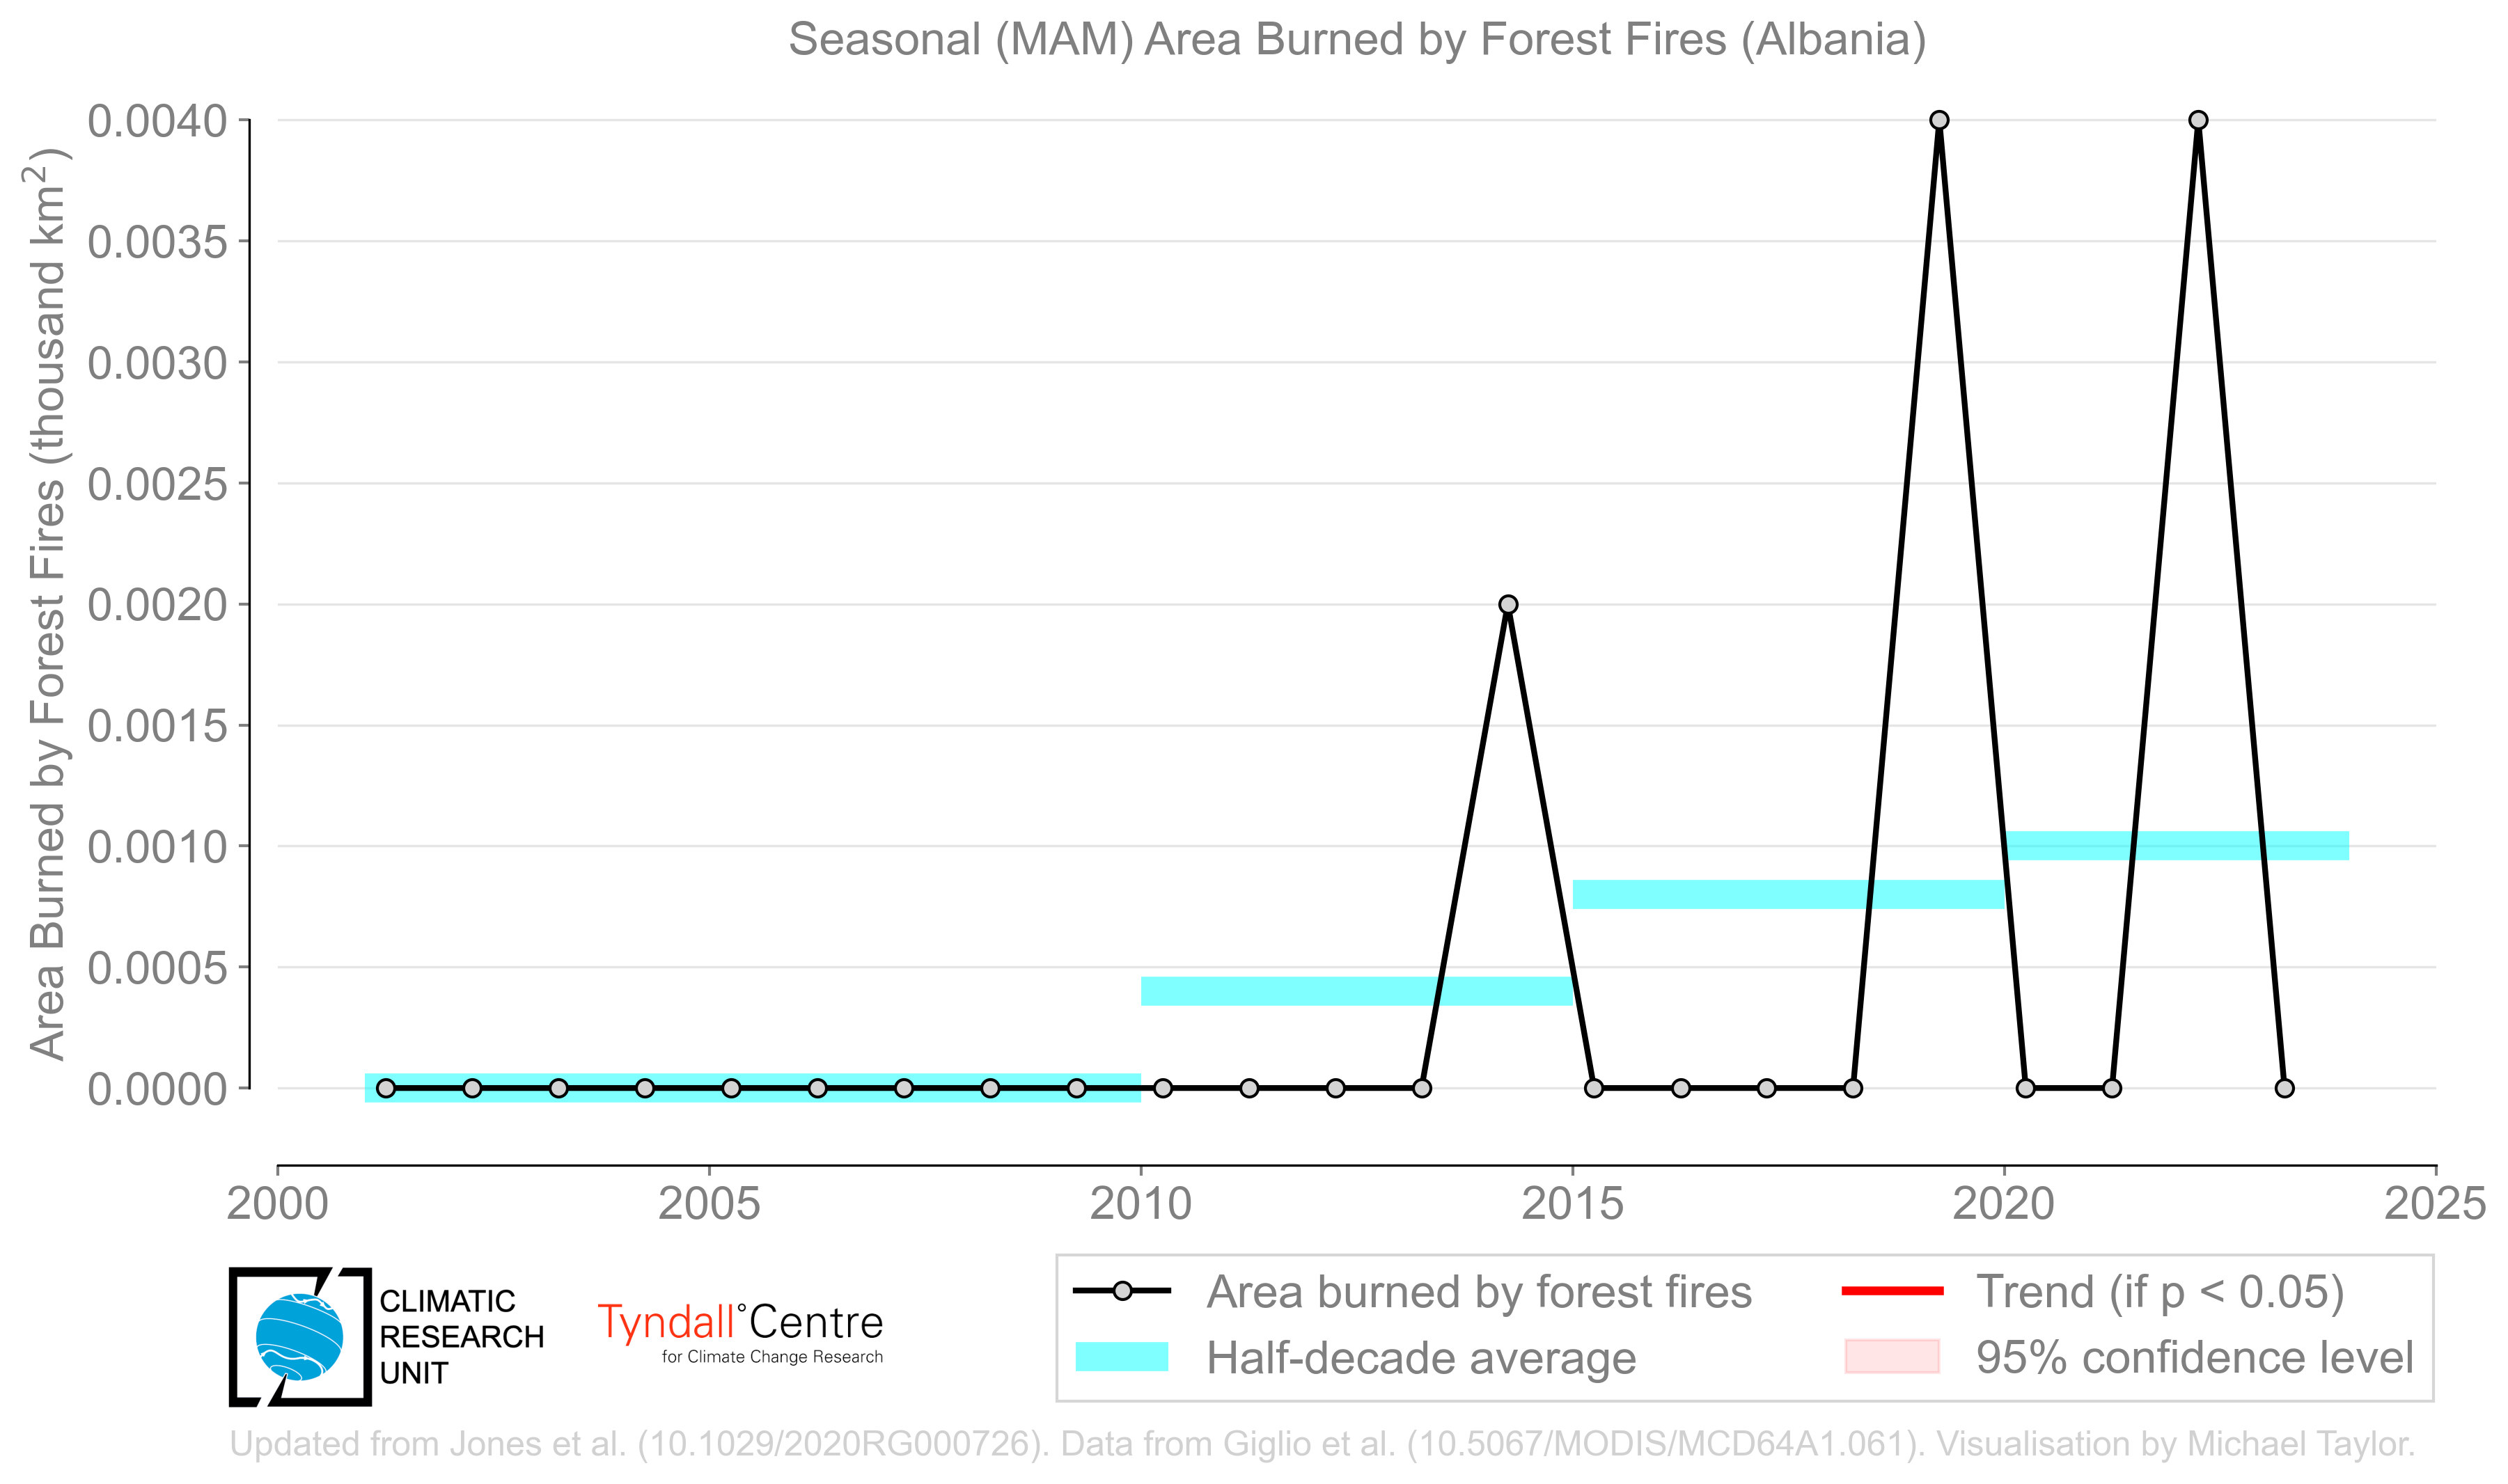 Seasonal (MAM) Area Burned by Forest Fires (Albania)
Area Burned by Forest Fires (thousand km²)
0.0040
0.0035
0.0030
0.0025
0.0020
0.0015
0.0010
0.0005
0.0000
2000
2005
2010
2015
2020
2025
CLIMATIC
RESEARCH
UNIT
Tyndall°Centre
for Climate Change Research
Area burned by forest fires
Half-decade average
Trend (if p < 0.05)
95% confidence level
Updated from Jones et al. (10.1029/2020RG000726). Data from Giglio et al. (10.5067/MODIS/MCD64A1.061). Visualisation by Michael Taylor.